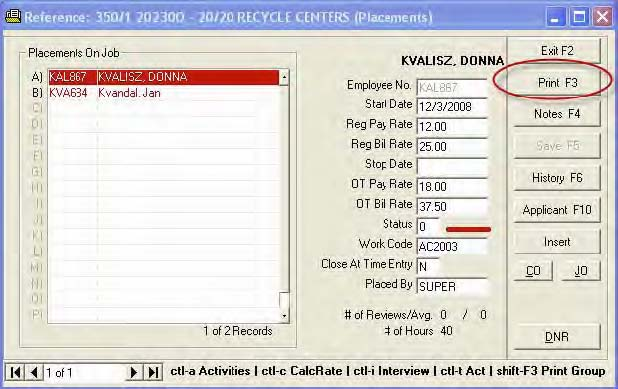 Reference: 350/1 202300 - 20/20 RECYCLE CENTERS (Placements)
Placements On Job
A) KAL867 KVALISZ, DONNA
B) KVA634 Kvandal, Jan
C)
D)
E)
F)
G)
H)
I)
J)
K)
L)
M)
N)
O)
P)
1 of 2 Records
KVALISZ, DONNA
Employee No. KAL867
Start Date 12/3/2008
Reg Pay Rate 12.00
Reg Bill Rate 25.00
Stop Date
OT Pay Rate 18.00
OT Bill Rate 37.50
Status 0
Work Code AC2003
Close At Time Entry N
Placed By SUPER
# of Reviews/Avg. 0 / 0
# of Hours 40
Exit F2
Print F3
Notes F4
Save F5
History F6
Applicant F10
Insert
CO JO
DNR
1 of 1
ctl-a Activities | ctl-c CalcRate | ctl-i Interview | ctl-t Act | shift-F3 Print Group